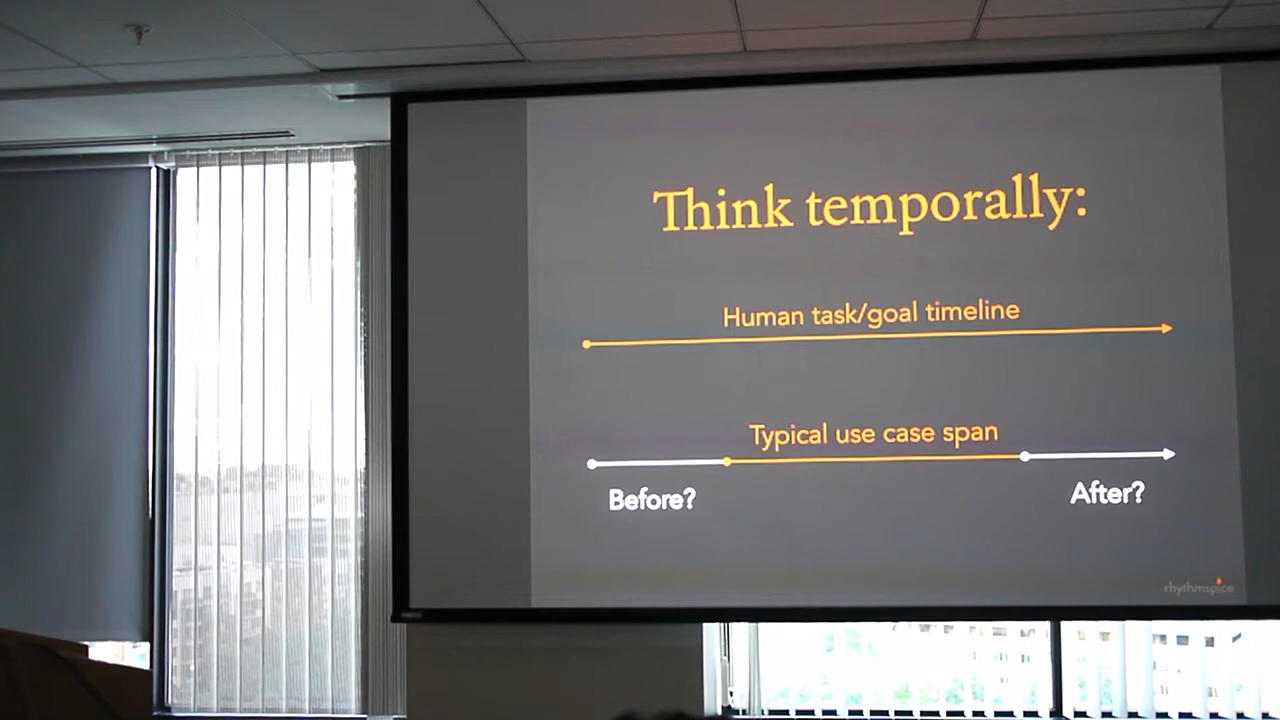 Think temporally:
Human task/goal timeline
Typical use case span
Before?
After?
rhythmspice